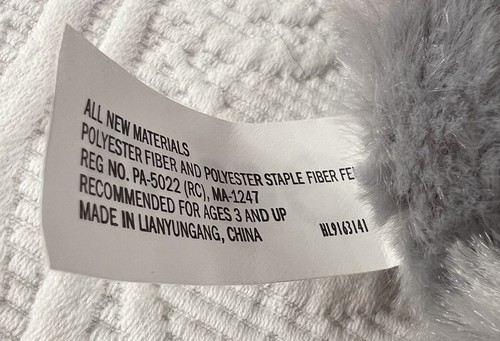 ALL NEW MATERIALS
POLYESTER FIBER AND POLYESTER STAPLE FIBER
REG NO. PA-5022 (RC), MA-1247
RECOMMENDED FOR AGES 3 AND UP
MADE IN LIANYUNGANG, CHINA
HL9163141